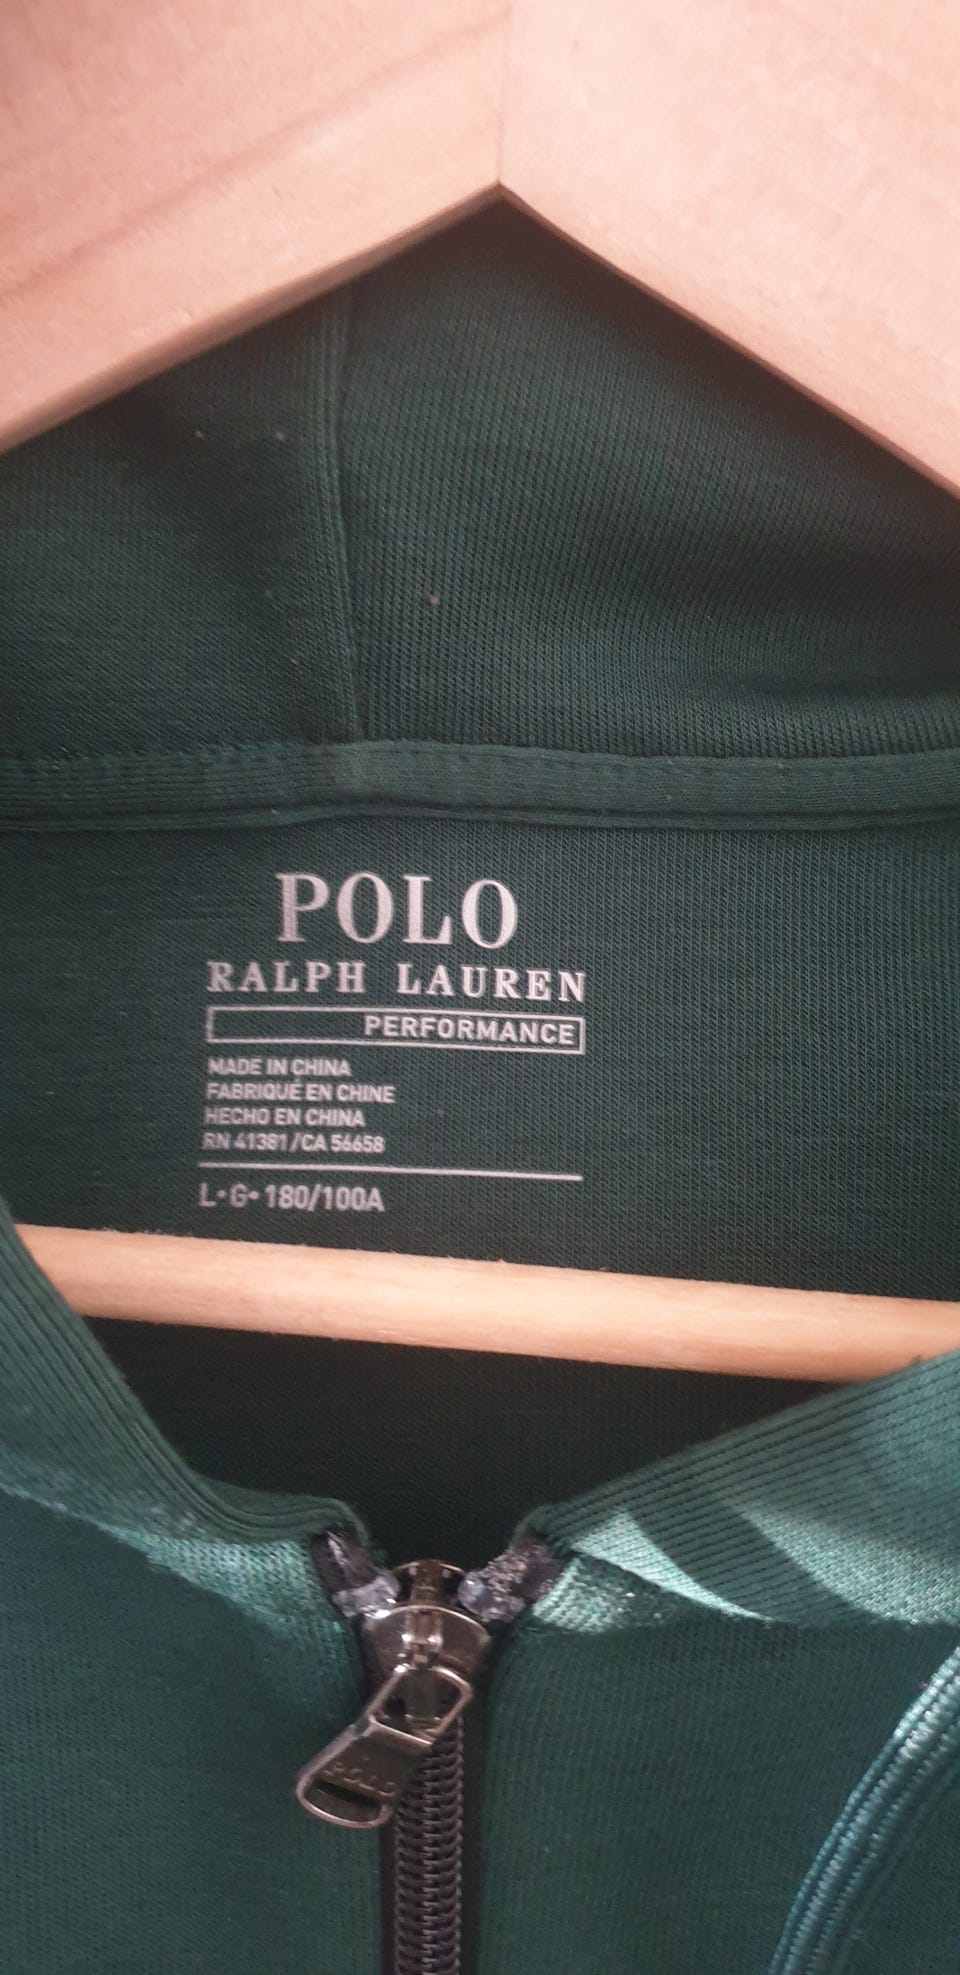 POLO
RALPH LAUREN
PERFORMANCE
MADE IN CHINA
FABRIQUÉ EN CHINE
HECHO EN CHINA
RN 41381/CA 56658
L•G•180/100A
POLO